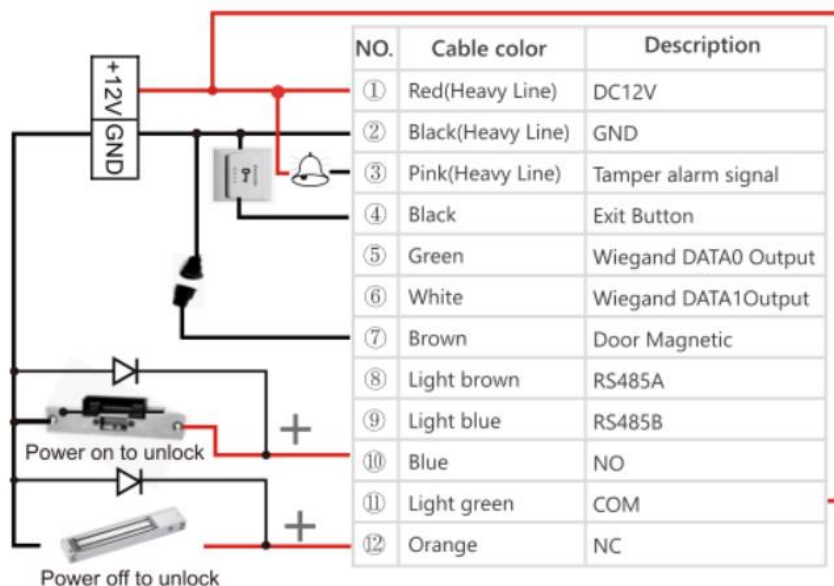 +12V
GND
NO. Cable color Description
① Red(Heavy Line) DC12V
② Black(Heavy Line) GND
③ Pink(Heavy Line) Tamper alarm signal
④ Black Exit Button
⑤ Green Wiegand DATA0 Output
⑥ White Wiegand DATA1Output
⑦ Brown Door Magnetic
⑧ Light brown RS485A
⑨ Light blue RS485B
⑩ Blue NO
⑪ Light green COM
⑫ Orange NC
+
Power on to unlock
+
Power off to unlock